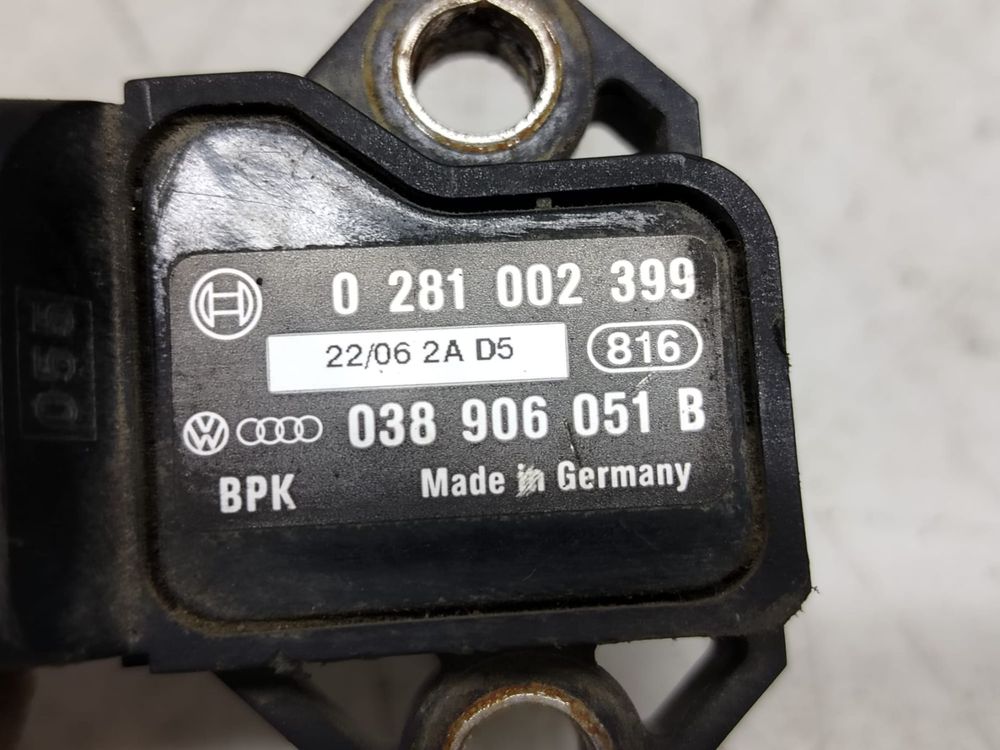 0 281 002 399
22/06 2A D5
816
038 906 051 B
BPK Made in Germany
055